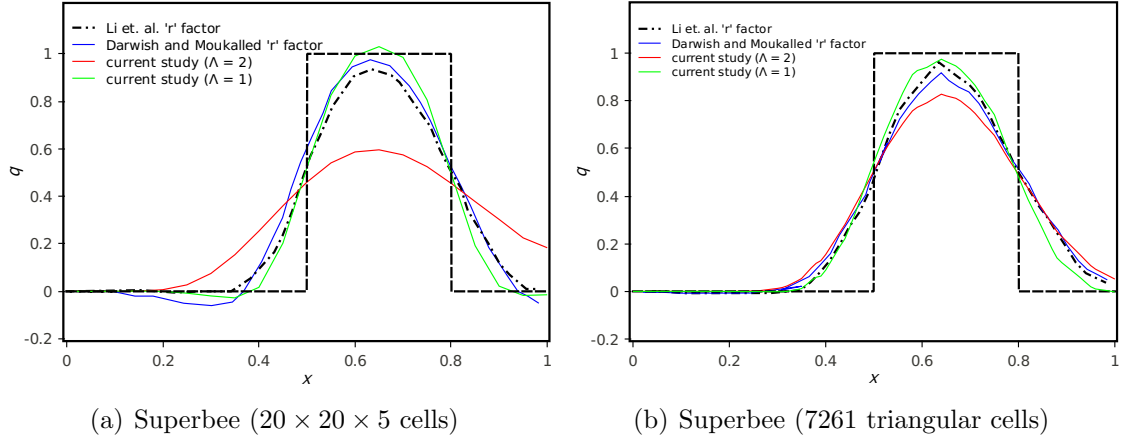 Li et. al. 'r' factor
Darwish and Moukalled 'r' factor
current study (Λ = 2)
current study (Λ = 1)
1
0.8
0.6
0.4
0.2
0
-0.2
q
0 0.2 0.4 0.6 0.8 1
x
(a) Superbee (20 × 20 × 5 cells)
Li et. al. 'r' factor
Darwish and Moukalled 'r' factor
current study (Λ = 2)
current study (Λ = 1)
1
0.8
0.6
0.4
0.2
0
-0.2
q
0 0.2 0.4 0.6 0.8 1
x
(b) Superbee (7261 triangular cells)